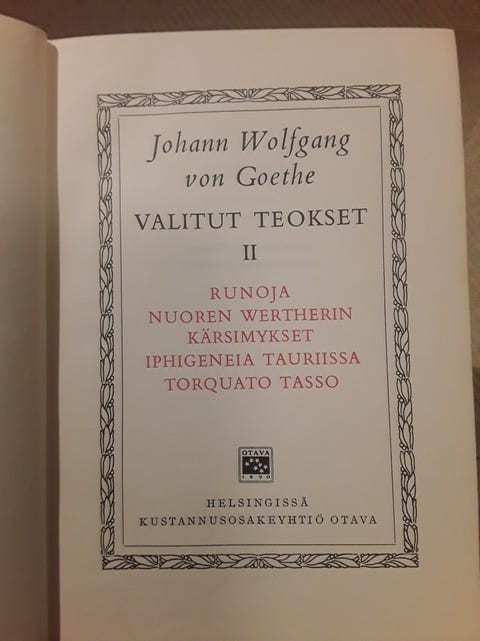 Johann Wolfgang
von Goethe
VALITUT TEOKSET
II
RUNOJA
NUOREN WERTHERIN
KÄRSIMYKSET
IPHIGENEIA TAURIISSA
TORQUATO TASSO
OTAVA
1890
HELSINGISSÄ
KUSTANNUSOSAKEYHTIÖ OTAVA